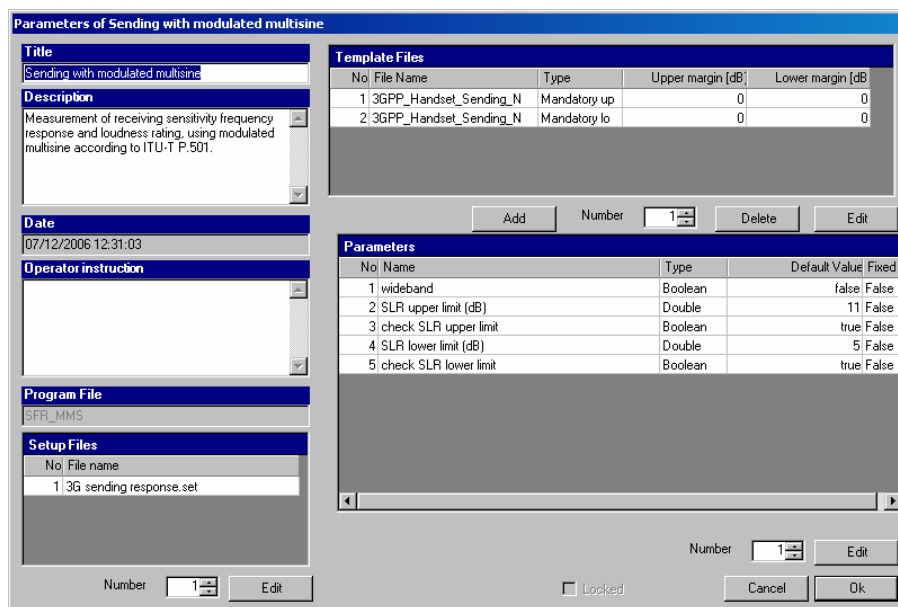 Parameters of Sending with modulated multisine
Title
Sending with modulated multisine
Description
Measurement of receiving sensitivity frequency
response and loudness rating, using modulated
multisine according to ITU-T P.501.
Date
07/12/2006 12:31:03
Operator instruction
Program File
SFR_MMS
Setup Files
No File name
1 3G sending response.set
Number 1 Edit
Template Files
No File Name Type Upper margin [dB] Lower margin [dB
1 3GPP_Handset_Sending_N Mandatory up 0 0
2 3GPP_Handset_Sending_N Mandatory lo 0 0
Add Number 1 Delete Edit
Parameters
No Name Type Default Value Fixed
1 wideband Boolean false False
2 SLR upper limit (dB) Double 11 False
3 check SLR upper limit Boolean true False
4 SLR lower limit (dB) Double 5 False
5 check SLR lower limit Boolean true False
Number 1 Edit
Locked Cancel Ok